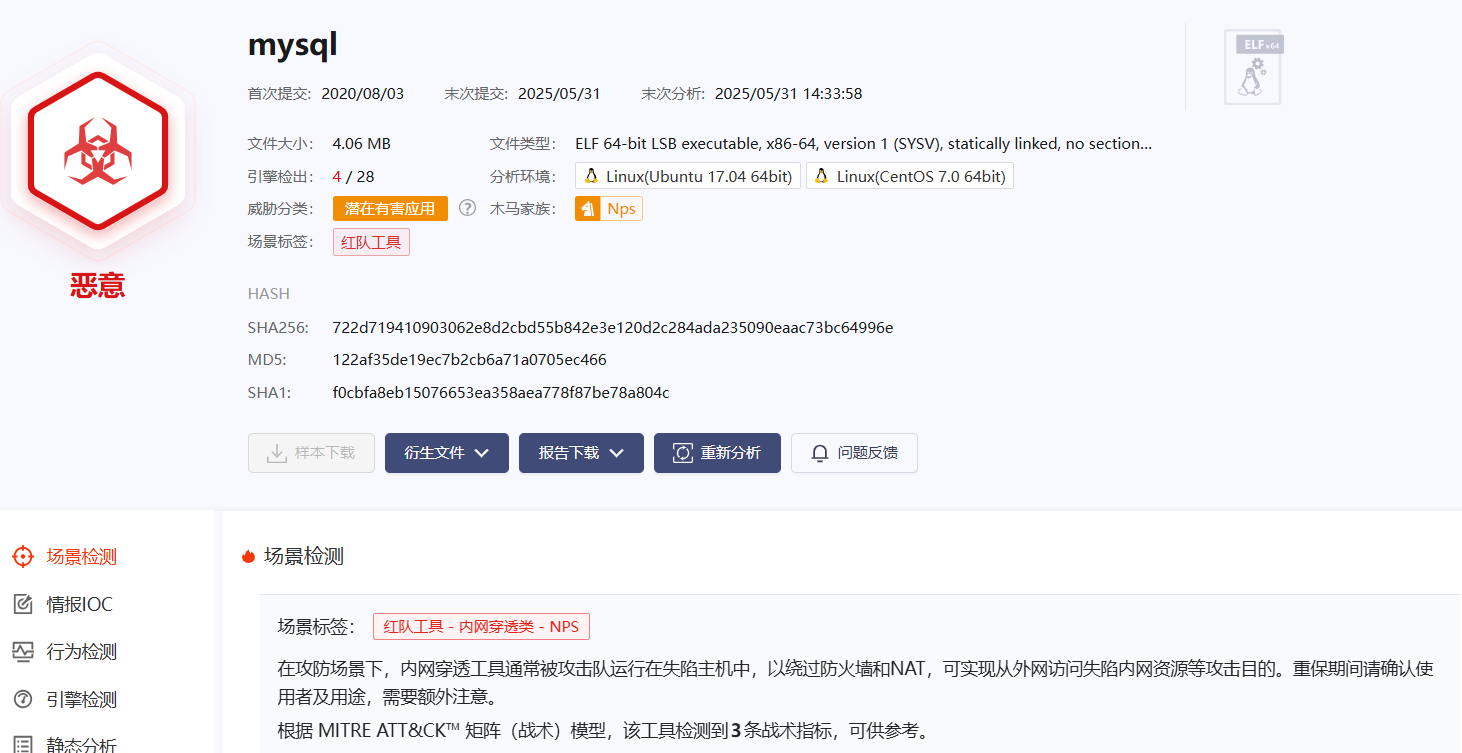 mysql
ELF x64
首次提交: 2020/08/03 末次提交: 2025/05/31 末次分析: 2025/05/31 14:33:58
文件大小: 4.06 MB 文件类型: ELF 64-bit LSB executable, x86-64, version 1 (SYSV), statically linked, no section...
引擎检出: 4 / 28 分析环境: Linux(Ubuntu 17.04 64bit) Linux(CentOS 7.0 64bit)
威胁分类: 潜在有害应用 ? 木马家族: Nps
场景标签: 红队工具
恶意
HASH
SHA256: 722d719410903062e8d2cbd55b842e3e120d2c284ada235090eaac73bc64996e
MD5: 122af35de19ec7b2cb6a71a0705ec466
SHA1: f0cbfa8eb15076653ea358aea778f87be78a804c
样本下载 衍生文件 报告下载 重新分析 问题反馈
场景检测
情报IOC
行为检测
引擎检测
静态分析
场景检测
场景标签: 红队工具 - 内网穿透类 - NPS
在攻防场景下，内网穿透工具通常被攻击队运行在失陷主机中，以绕过防火墙和NAT，可实现从外网访问失陷内网资源等攻击目的。重保期间请确认使
用者及用途，需要额外注意。
根据 MITRE ATT&CK™ 矩阵（战术）模型，该工具检测到 3 条战术指标，可供参考。